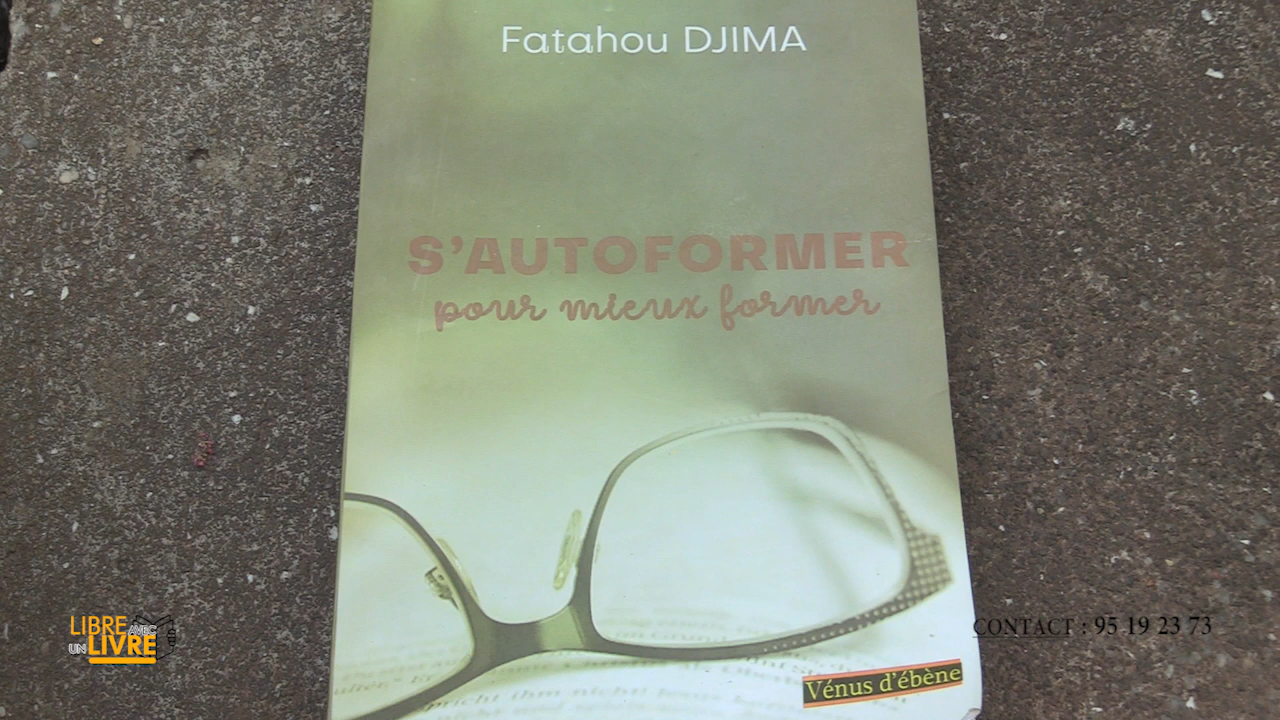 Fatahou DJIMA
S'AUTOFORMER
pour mieux former
LIBRE
AVEC
UN LIVRE
CONTACT : 95 19 23 73
Vénus d'ébène